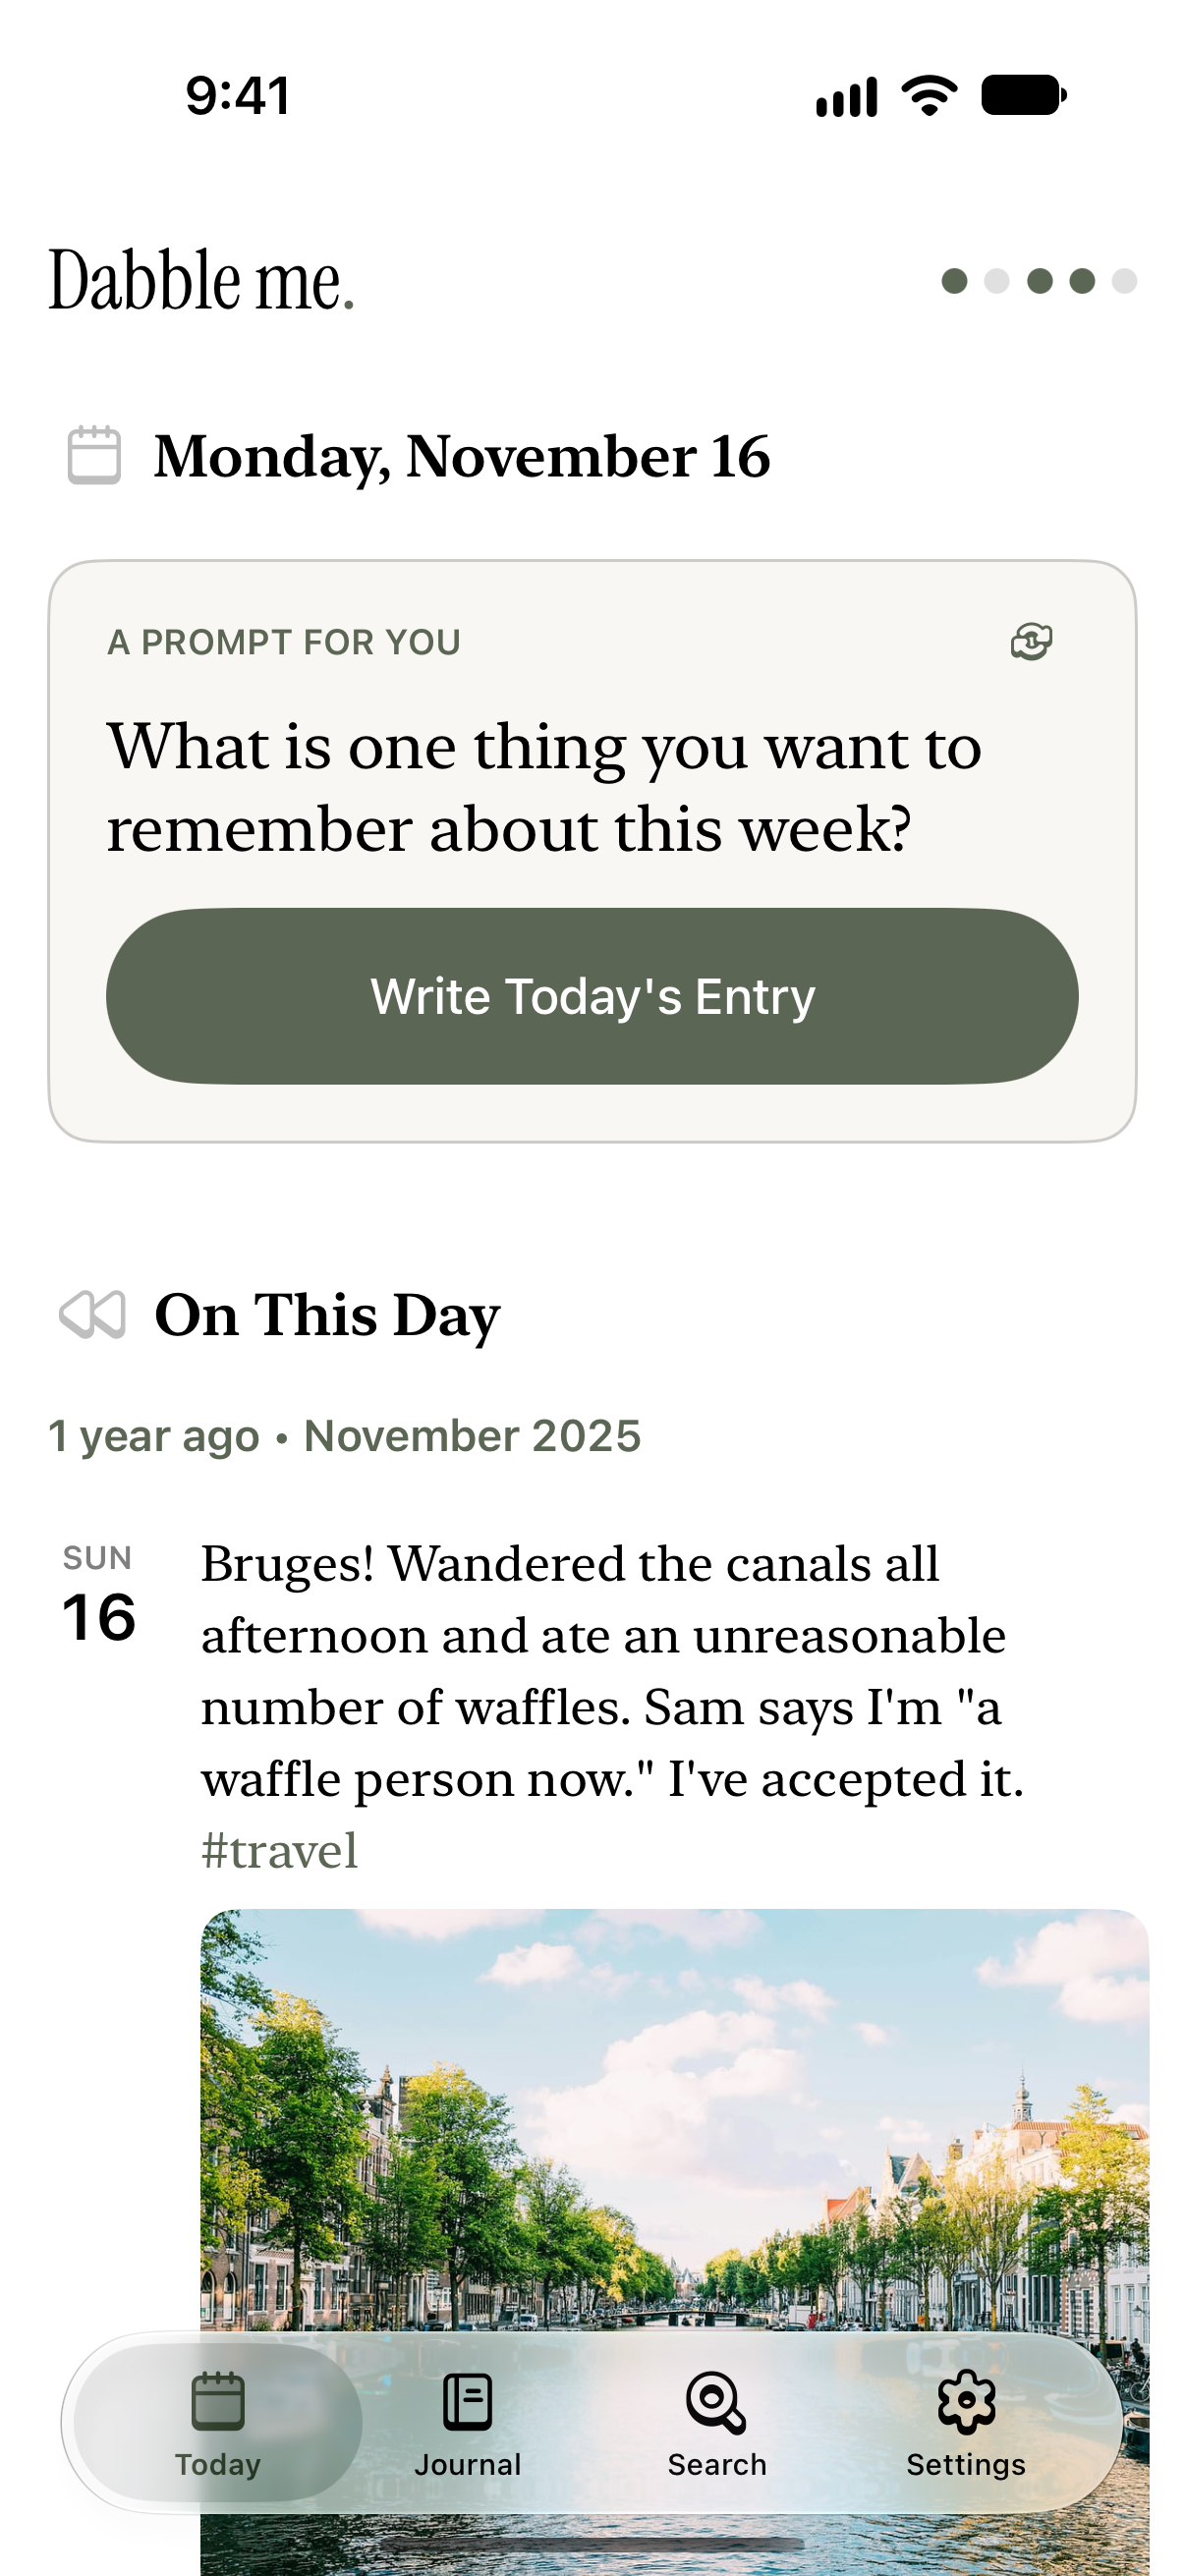 9:41
Dabble me.
Monday, November 16
A PROMPT FOR YOU
What is one thing you want to
remember about this week?
Write Today's Entry
On This Day
1 year ago • November 2025
SUN
16
Bruges! Wandered the canals all
afternoon and ate an unreasonable
number of waffles. Sam says I'm "a
waffle person now." I've accepted it.
#travel
Today
Journal
Search
Settings